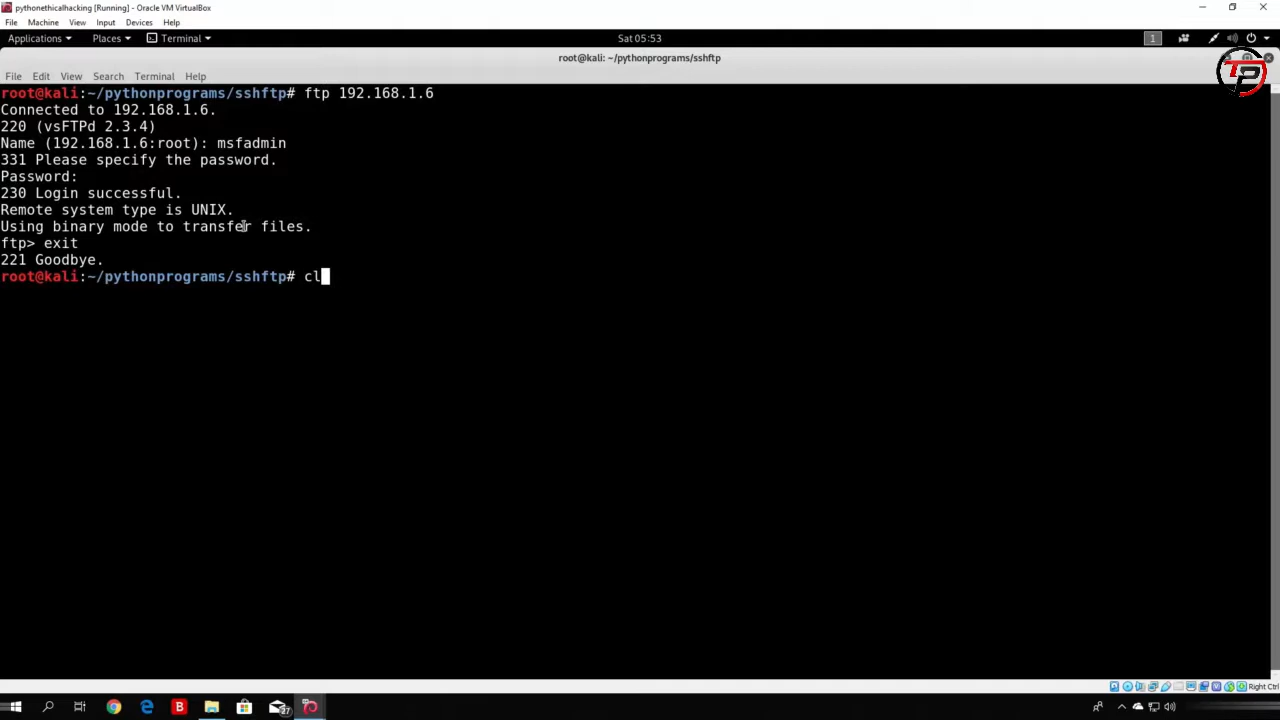 pythonethicalhacking [Running] - Oracle VM VirtualBox
File Machine View Input Devices Help
Applications Places Terminal Sat 05:53 1
root@kali: ~/pythonprograms/sshftp
TP
File Edit View Search Terminal Help
root@kali:~/pythonprograms/sshftp# ftp 192.168.1.6
Connected to 192.168.1.6.
220 (vsFTPd 2.3.4)
Name (192.168.1.6:root): msfadmin
331 Please specify the password.
Password:
230 Login successful.
Remote system type is UNIX.
Using binary mode to transfer files.
ftp> exit
221 Goodbye.
root@kali:~/pythonprograms/sshftp# cl
Right Ctrl
B